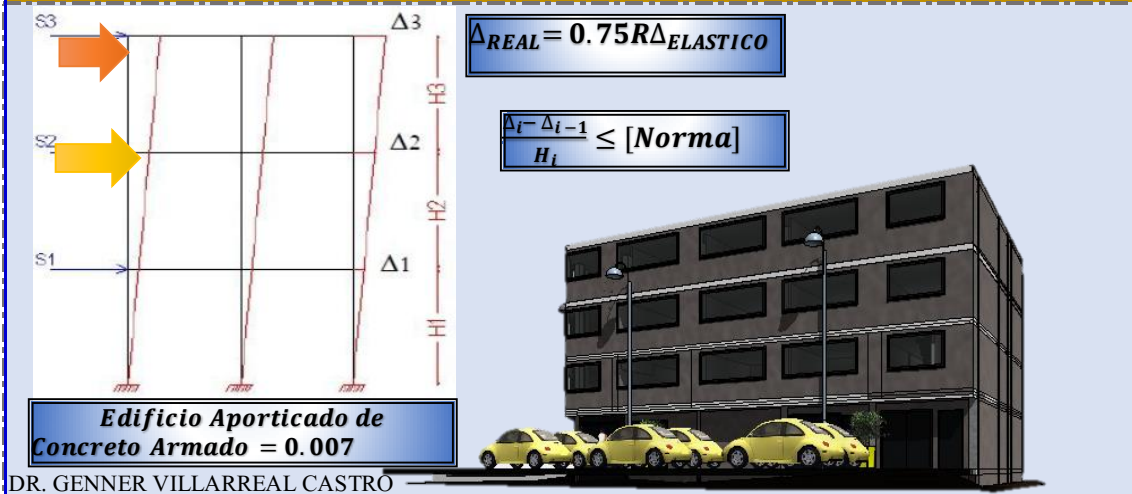 S3
Δ3
Δ_REAL = 0.75RΔ_ELASTICO
H3
(Δ_i − Δ_{i−1}) / H_i ≤ [Norma]
S2
Δ2
H2
S1
Δ1
H1
Edificio Aporticado de
Concreto Armado = 0.007
DR. GENNER VILLARREAL CASTRO